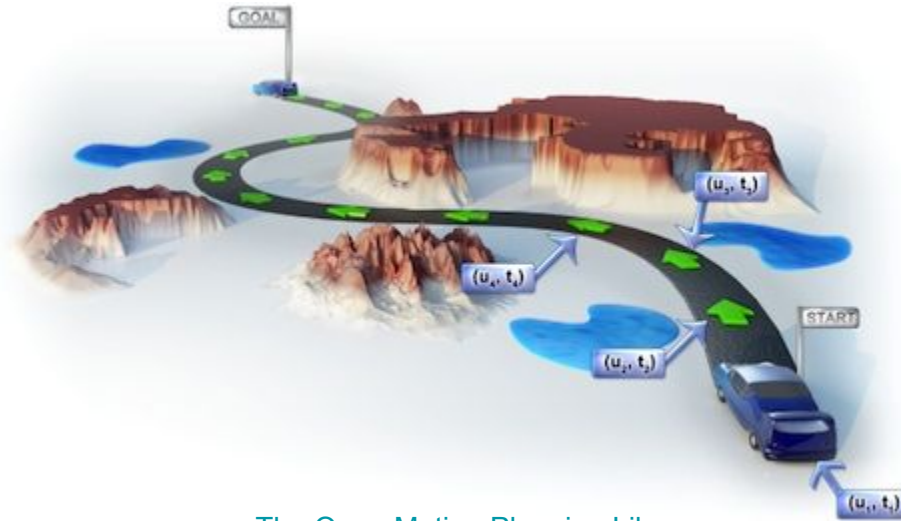 GOAL
(u₃, t₃)
(u₄, t₄)
START
(u₂, t₂)
(u₁, t₁)